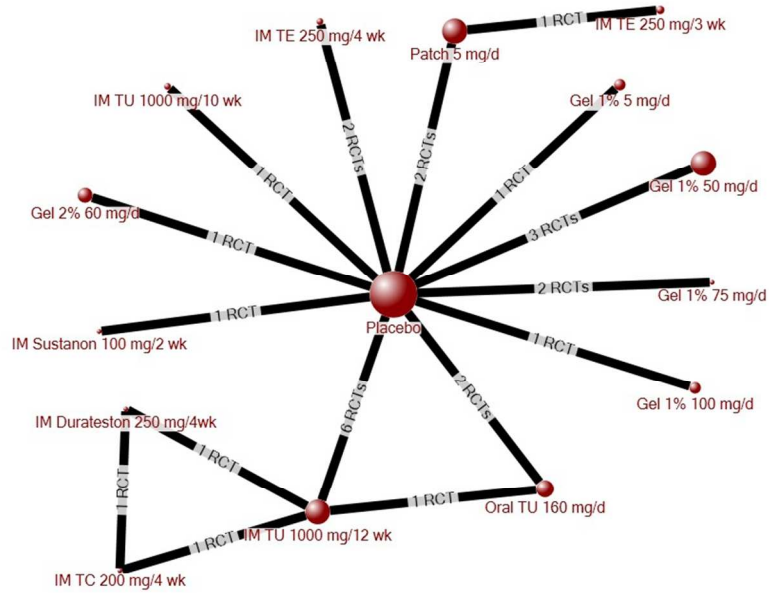 1 RCT
IM TE 250 mg/3 wk
IM TE 250 mg/4 wk
Patch 5 mg/d
IM TU 1000 mg/10 wk
Gel 1% 5 mg/d
2 RCTs
2 RCTs
1 RCT
1 RCT
Gel 1% 50 mg/d
Gel 2% 60 mg/d
3 RCTs
1 RCT
2 RCTs
Gel 1% 75 mg/d
1 RCT
Placebo
IM Sustanon 100 mg/2 wk
1 RCT
Gel 1% 100 mg/d
6 RCTs
2 RCTs
IM Durateston 250 mg/4wk
1 RCT
1 RCT
1 RCT
Oral TU 160 mg/d
1 RCT
IM TU 1000 mg/12 wk
IM TC 200 mg/4 wk